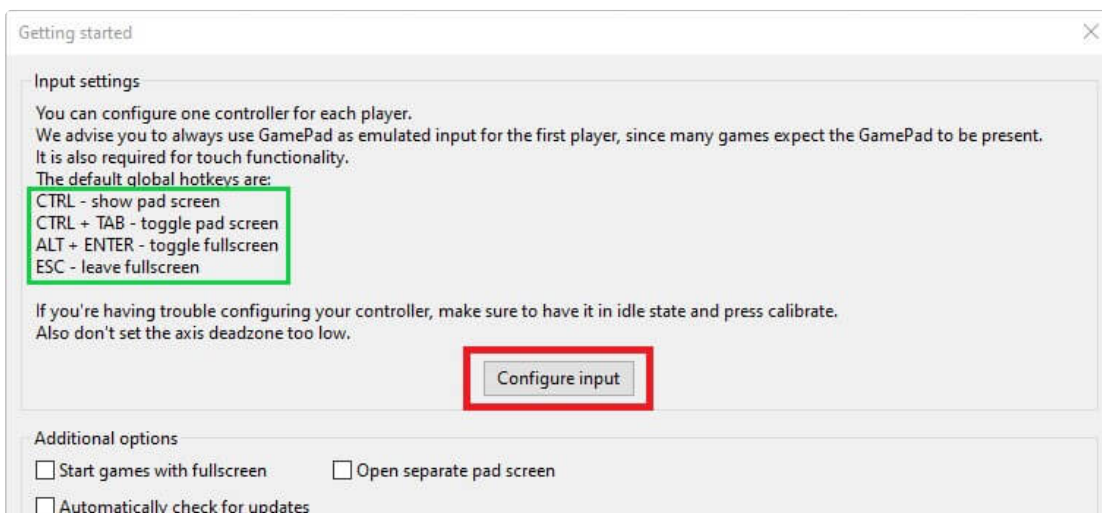 Getting started
Input settings
You can configure one controller for each player.
We advise you to always use GamePad as emulated input for the first player, since many games expect the GamePad to be present.
It is also required for touch functionality.
The default global hotkeys are:
CTRL - show pad screen
CTRL + TAB - toggle pad screen
ALT + ENTER - toggle fullscreen
ESC - leave fullscreen
If you're having trouble configuring your controller, make sure to have it in idle state and press calibrate.
Also don't set the axis deadzone too low.
Configure input
Additional options
Start games with fullscreen Open separate pad screen
Automatically check for updates